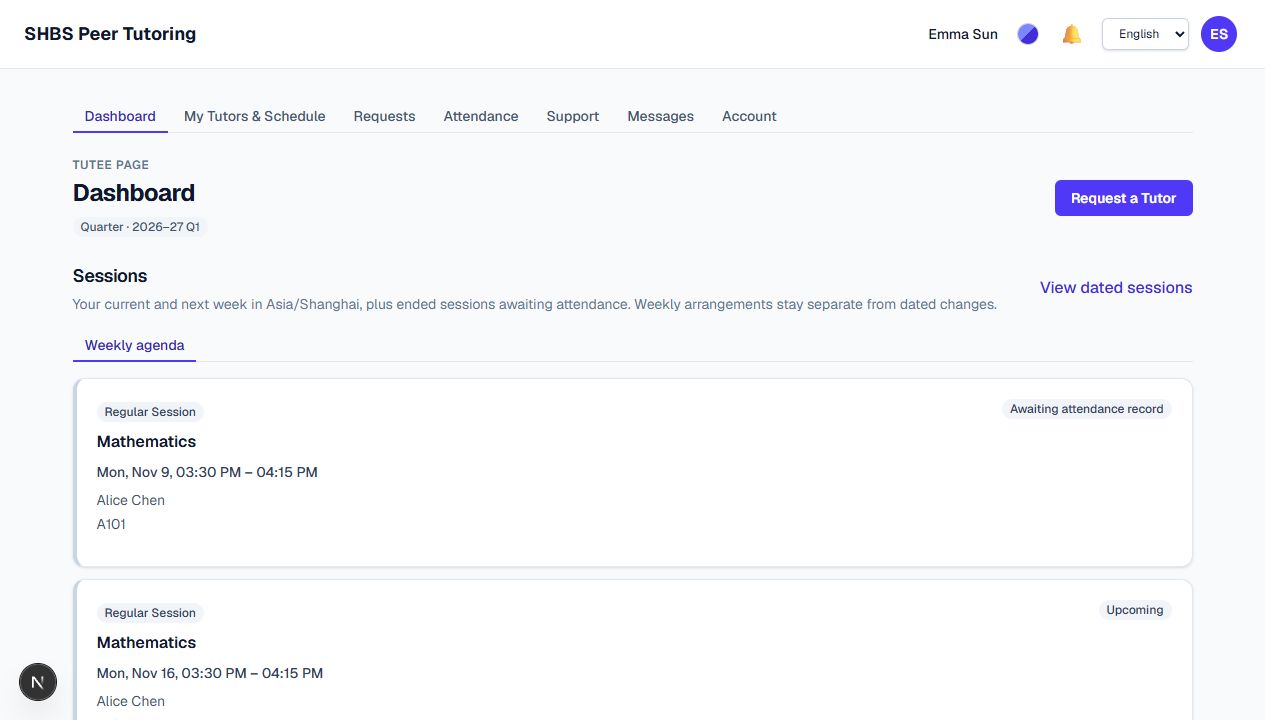 SHBS Peer Tutoring
Emma Sun
English
ES
Dashboard
My Tutors & Schedule
Requests
Attendance
Support
Messages
Account
TUTEE PAGE
Dashboard
Request a Tutor
Quarter · 2026–27 Q1
Sessions
Your current and next week in Asia/Shanghai, plus ended sessions awaiting attendance. Weekly arrangements stay separate from dated changes.
View dated sessions
Weekly agenda
Regular Session
Awaiting attendance record
Mathematics
Mon, Nov 9, 03:30 PM – 04:15 PM
Alice Chen
A101
Regular Session
Upcoming
Mathematics
Mon, Nov 16, 03:30 PM – 04:15 PM
Alice Chen
N